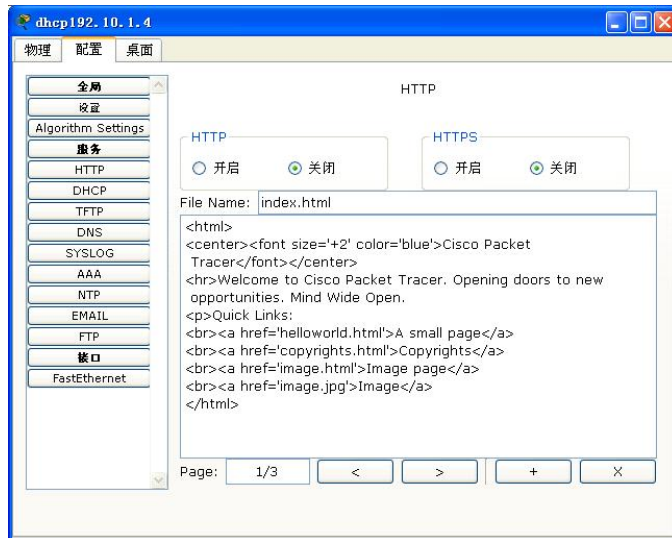 dhcp192.10.1.4
物理 配置 桌面
全局
设置
Algorithm Settings
服务
HTTP
DHCP
TFTP
DNS
SYSLOG
AAA
NTP
EMAIL
FTP
接口
FastEthernet
HTTP
HTTP HTTPS
开启 关闭 开启 关闭
File Name: index.html
<html>
<center><font size='+2' color='blue'>Cisco Packet
Tracer</font></center>
<hr>Welcome to Cisco Packet Tracer. Opening doors to new
opportunities. Mind Wide Open.
<p>Quick Links:
<br><a href='helloworld.html'>A small page</a>
<br><a href='copyrights.html'>Copyrights</a>
<br><a href='image.html'>Image page</a>
<br><a href='image.jpg'>Image</a>
</html>
Page: 1/3 < > + X